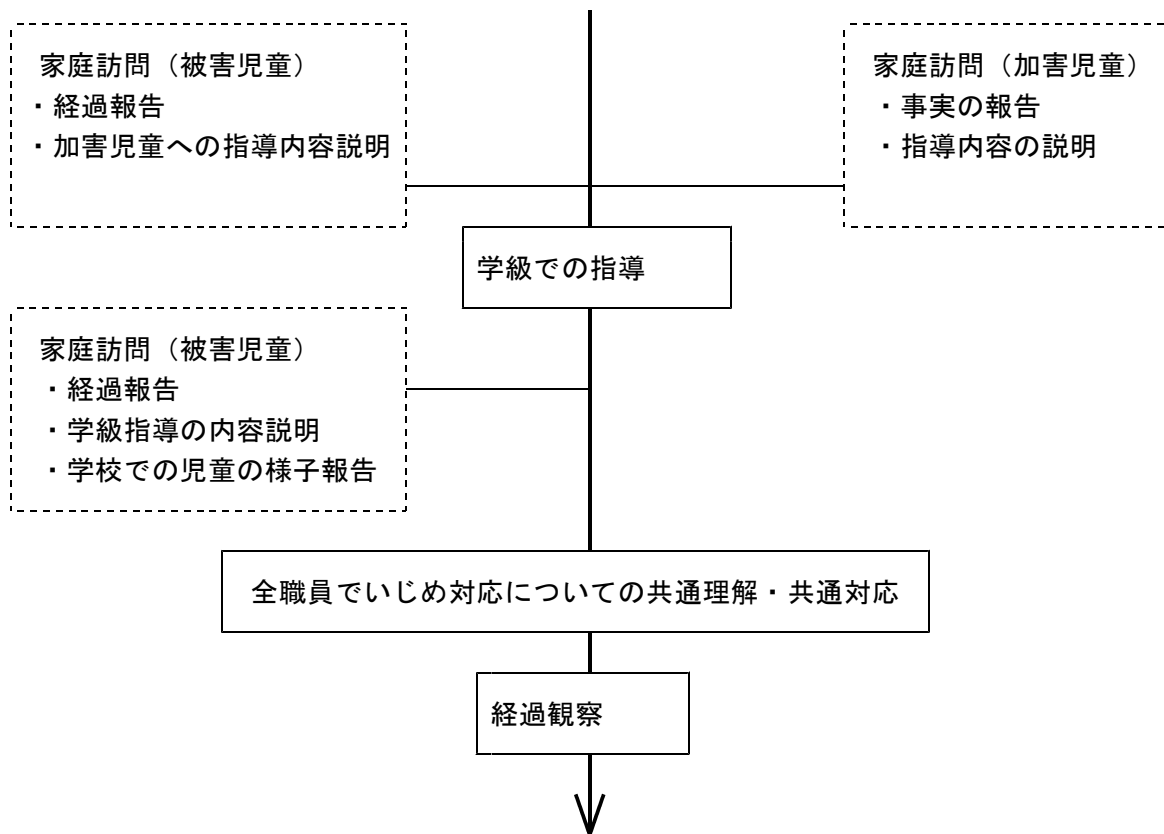 家庭訪問（被害児童）
・経過報告
・加害児童への指導内容説明
家庭訪問（加害児童）
・事実の報告
・指導内容の説明
学級での指導
家庭訪問（被害児童）
・経過報告
・学級指導の内容説明
・学校での児童の様子報告
全職員でいじめ対応についての共通理解・共通対応
経過観察